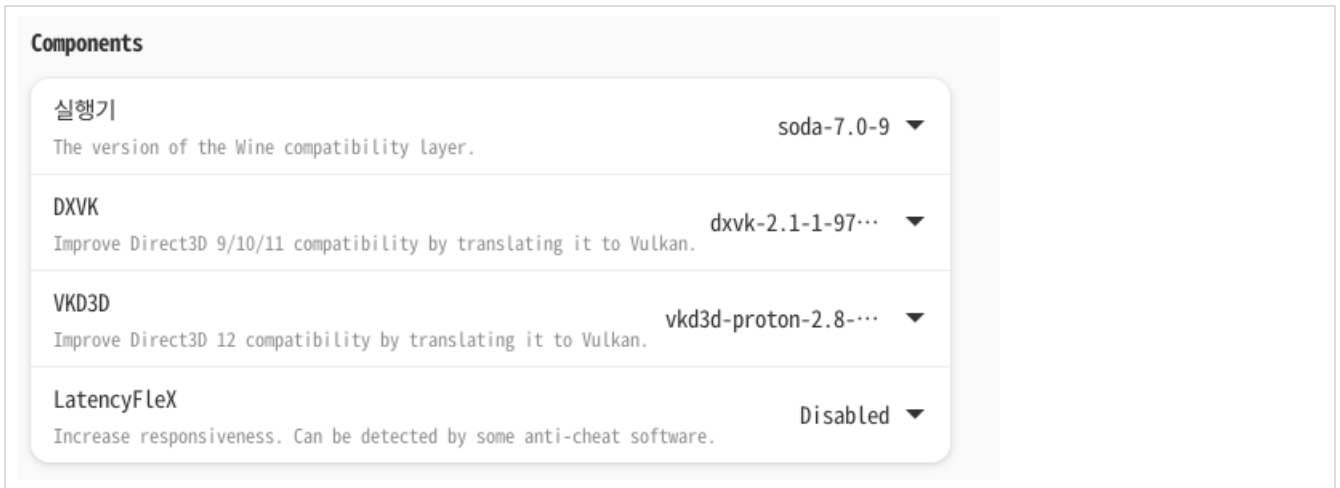 Components
실행기
The version of the Wine compatibility layer.
soda-7.0-9
DXVK
Improve Direct3D 9/10/11 compatibility by translating it to Vulkan.
dxvk-2.1-1-97…
VKD3D
Improve Direct3D 12 compatibility by translating it to Vulkan.
vkd3d-proton-2.8-…
LatencyFleX
Increase responsiveness. Can be detected by some anti-cheat software.
Disabled